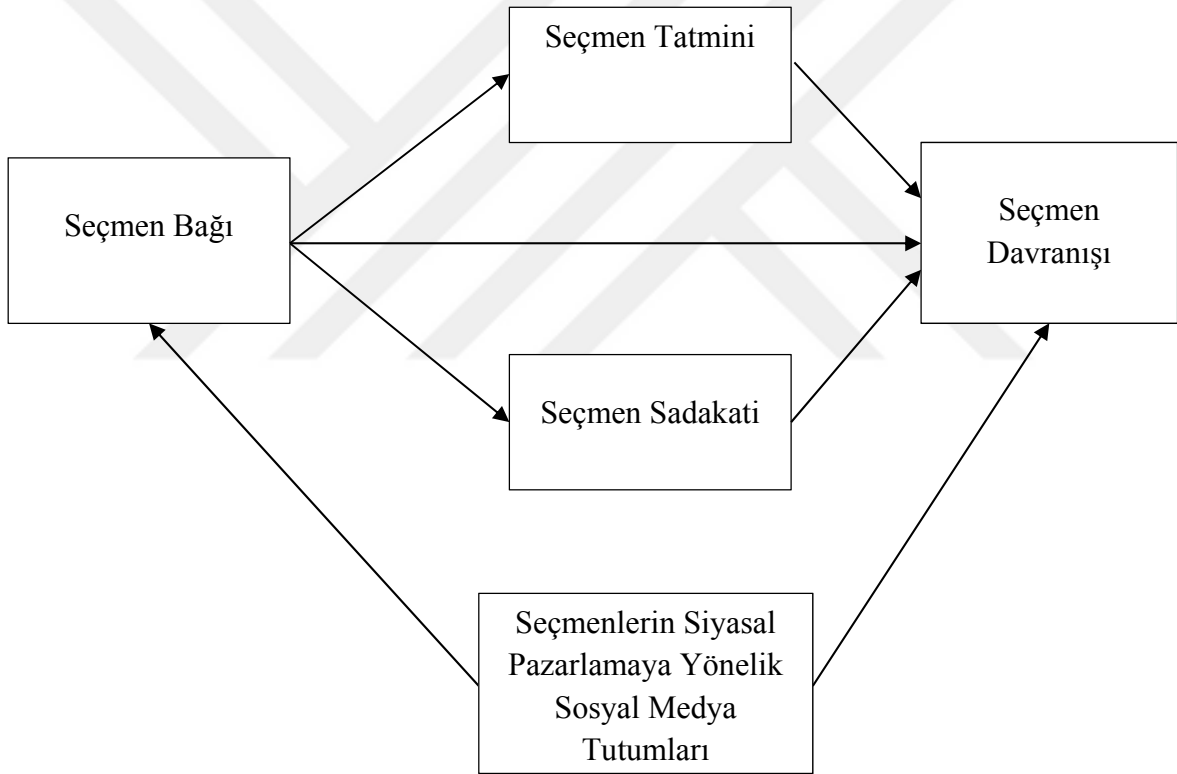 Seçmen Tatmini
Seçmen Bağı
Seçmen
Davranışı
Seçmen Sadakati
Seçmenlerin Siyasal
Pazarlamaya Yönelik
Sosyal Medya
Tutumları